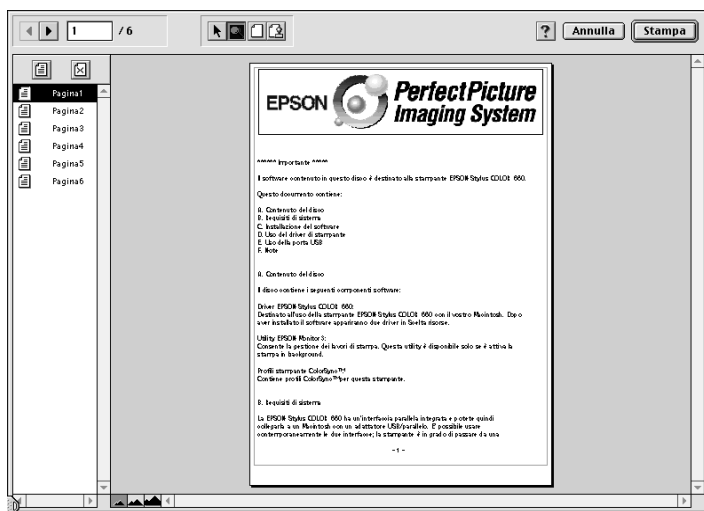 1 / 6
? Annulla Stampa
Pagina1
Pagina2
Pagina3
Pagina4
Pagina5
Pagina6
EPSON PerfectPicture
Imaging System
****** Importante *****
Il software contenuto in questo disco è destinato alla stampante EPSON Stylus COLOR 660.
Questo documento contiene:
A. Contenuto del disco
B. Requisiti di sistema
C. Installazione del software
D. Uso del driver di stampante
E. Uso della porta USB
F. Note
A. Contenuto del disco
Il disco contiene i seguenti componenti software:
Driver EPSON Stylus COLOR 660:
Destinato all'uso della stampante EPSON Stylus COLOR 660 con il vostro Macintosh. Dopo
aver installato il software appariranno due driver in Scelta risorse.
Utility EPSON Monitor3:
Consente la gestione dei lavori di stampa. Questa utility è disponibile solo se è attiva la
stampa in background.
Profili stampante ColorSync™:
Contiene profili ColorSync™ per questa stampante.
B. Requisiti di sistema
La EPSON Stylus COLOR 660 ha un'interfaccia parallela integrata e potete quindi
collegarla a un Macintosh con un adattatore USB/parallelo. E' possibile usare
contemporaneamente le due interfacce; la stampante è in grado di passare da una
-1-